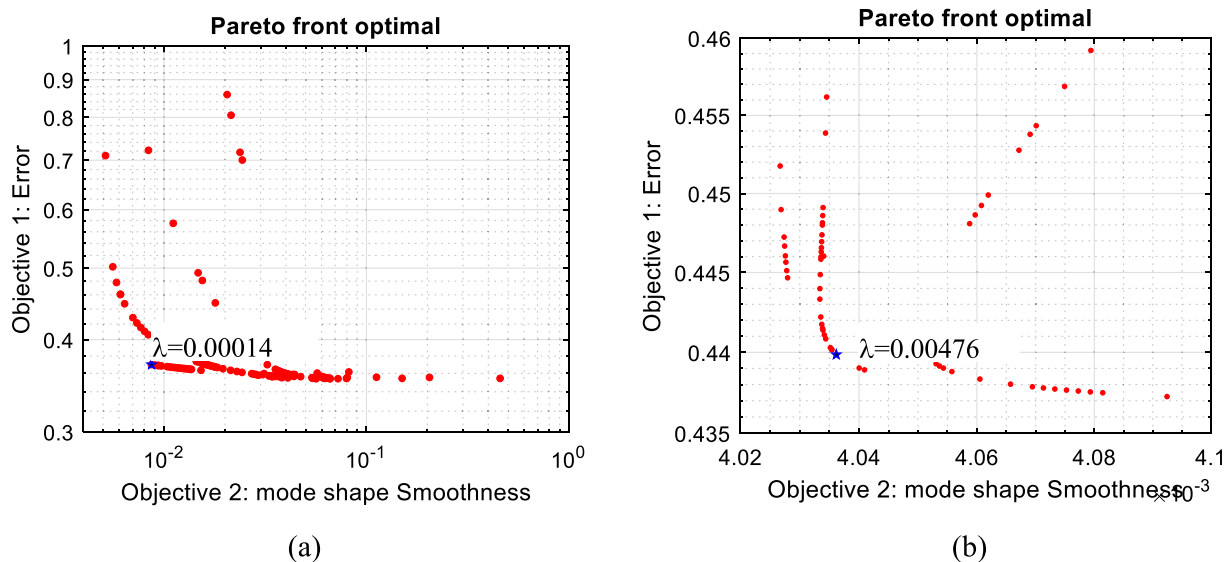 Pareto front optimal
1
0.9
0.8
0.7
0.6
0.5
0.4
0.3
Objective 1: Error
λ=0.00014
10-2
10-1
100
Objective 2: mode shape Smoothness
(a)
Pareto front optimal
0.46
0.455
0.45
0.445
0.44
0.435
Objective 1: Error
λ=0.00476
4.02
4.04
4.06
4.08
4.1
Objective 2: mode shape Smoothness
× 10-3
(b)